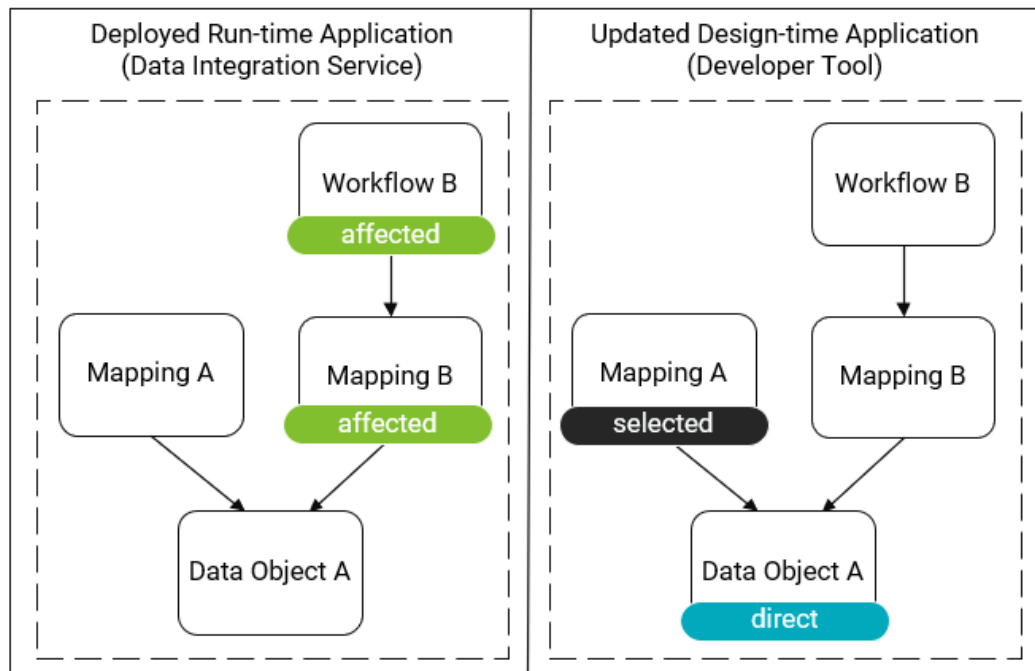 Deployed Run-time Application
(Data Integration Service)
Workflow B
affected
Mapping A
Mapping B
affected
Data Object A
Updated Design-time Application
(Developer Tool)
Workflow B
Mapping A
selected
Mapping B
Data Object A
direct